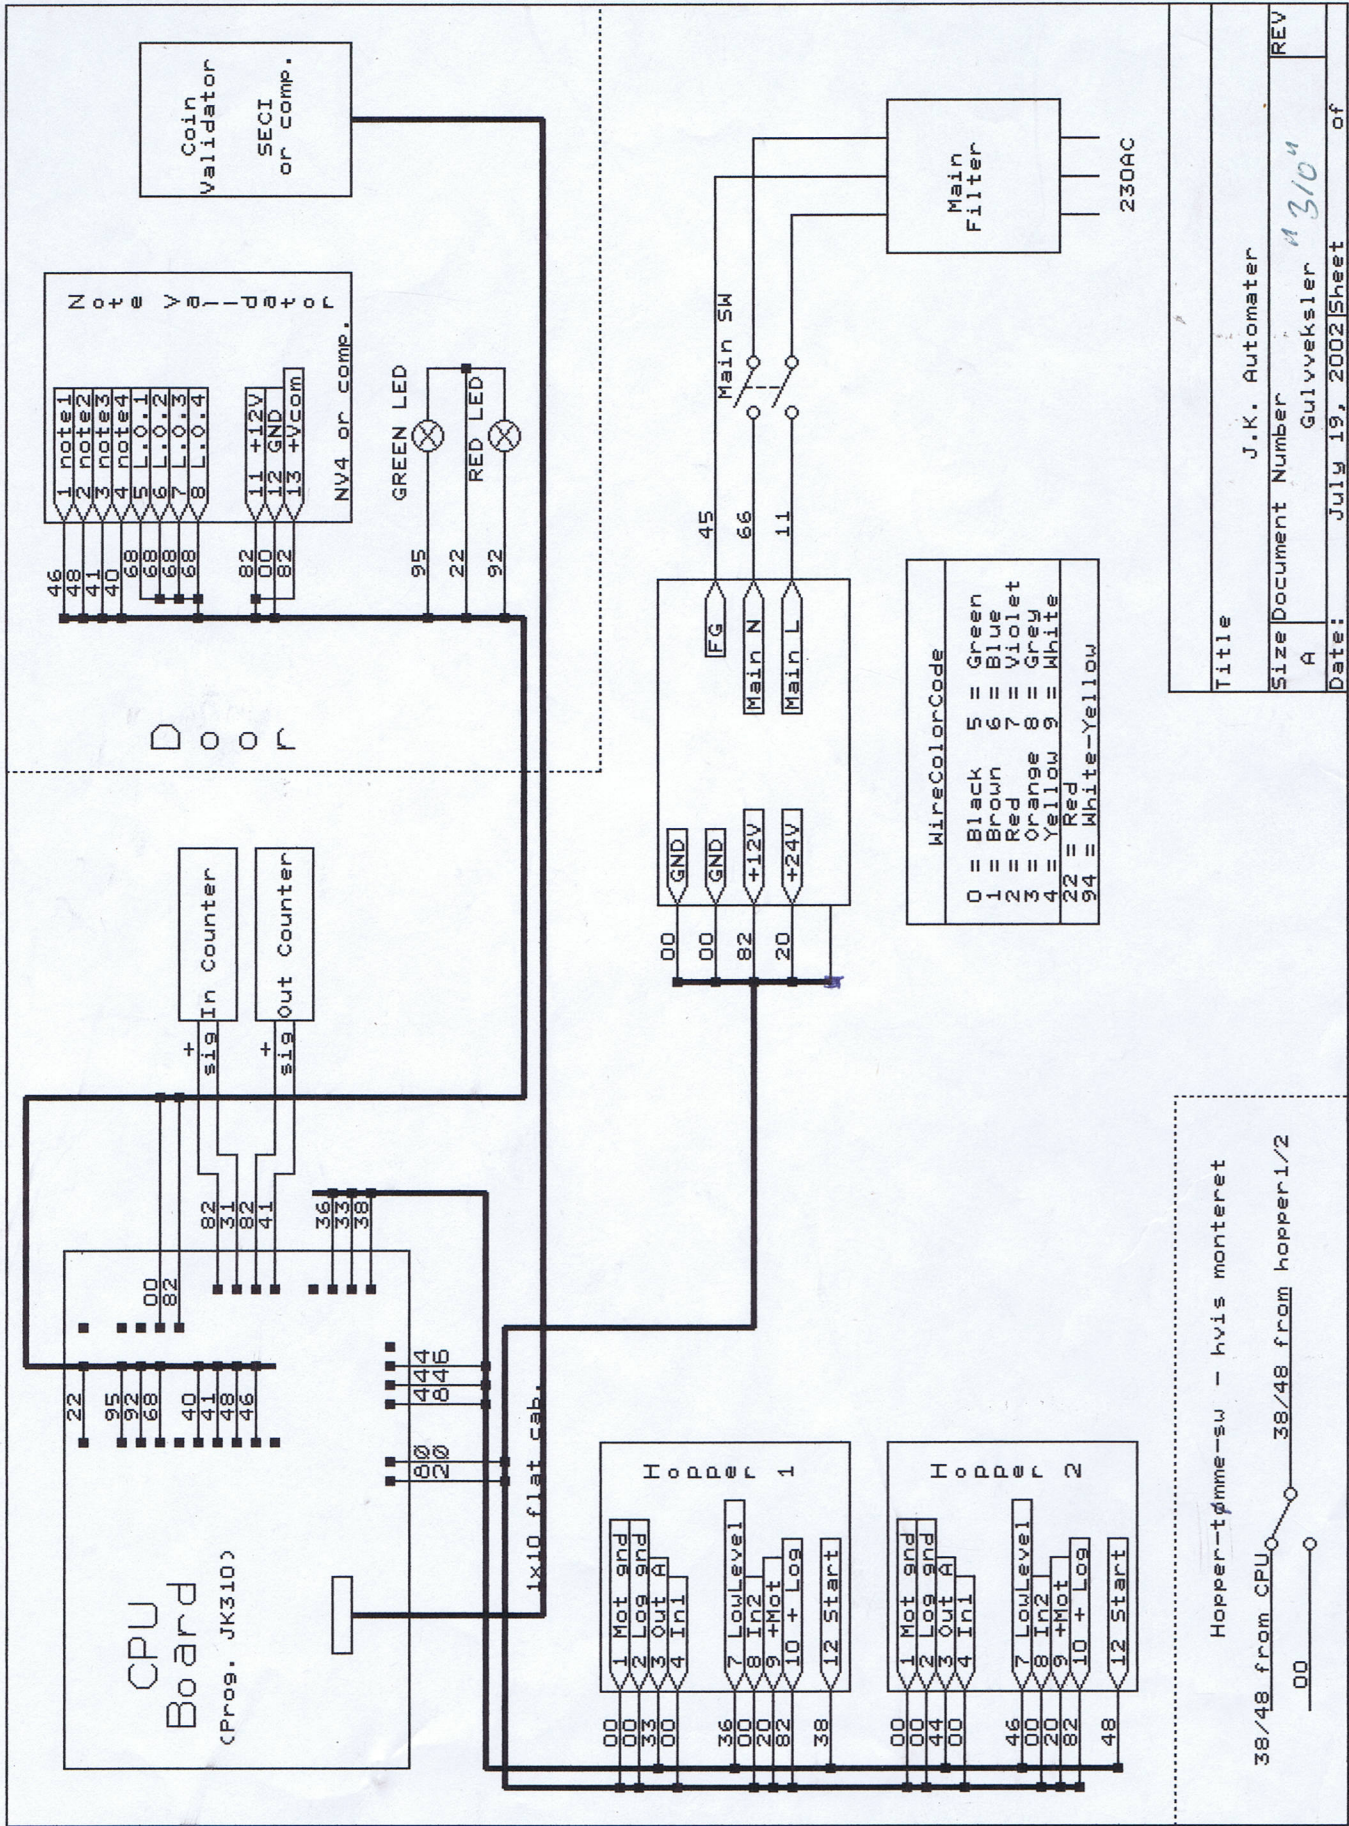 CPU
Board
(Prog. JK310)
22
95
92
68
40
41
48
46
00
82
82
31
82
41
36
33
38
4
46
44
8
80
20
+
sig
In Counter
+
sig
Out Counter
Door
46
48
41
40
68
68
68
68
82
00
82
1 note1
2 note2
3 note3
4 note4
5 L.O.1
6 L.O.2
7 L.O.3
8 L.O.4
11 +12V
12 GND
13 +Vcom
Note Validator
NV4 or comp.
Coin
Validator
SECI
or comp.
GREEN LED
RED LED
95
22
92
1x10 flat cab.
Hopper 1
00
00
33
00
36
00
20
82
38
1 Mot gnd
2 Log gnd
3 Out A
4 In1
7 LowLevel
8 In2
9 +Mot
10 + Log
12 Start
Hopper 2
00
00
44
00
46
00
20
82
48
1 Mot gnd
2 Log gnd
3 Out A
4 In1
7 LowLevel
8 In2
9 +Mot
10 + Log
12 Start
00
00
82
20
GND
GND
+12V
+24V
FG
Main N
Main L
45
66
11
Main SW
Main
Filter
230AC
WireColorCode
0 = Black 5 = Green
1 = Brown 6 = Blue
2 = Red 7 = Violet
3 = Orange 8 = Grey
4 = Yellow 9 = White
22 = Red
94 = White-Yellow
Hopper-tømme-sw - hvis monteret
38/48 from CPU
38/48 from hopper1/2
00
Title
J.K. Automater
Size Document Number REV
A Gulvveksler "310"
Date: July 19, 2002 Sheet of